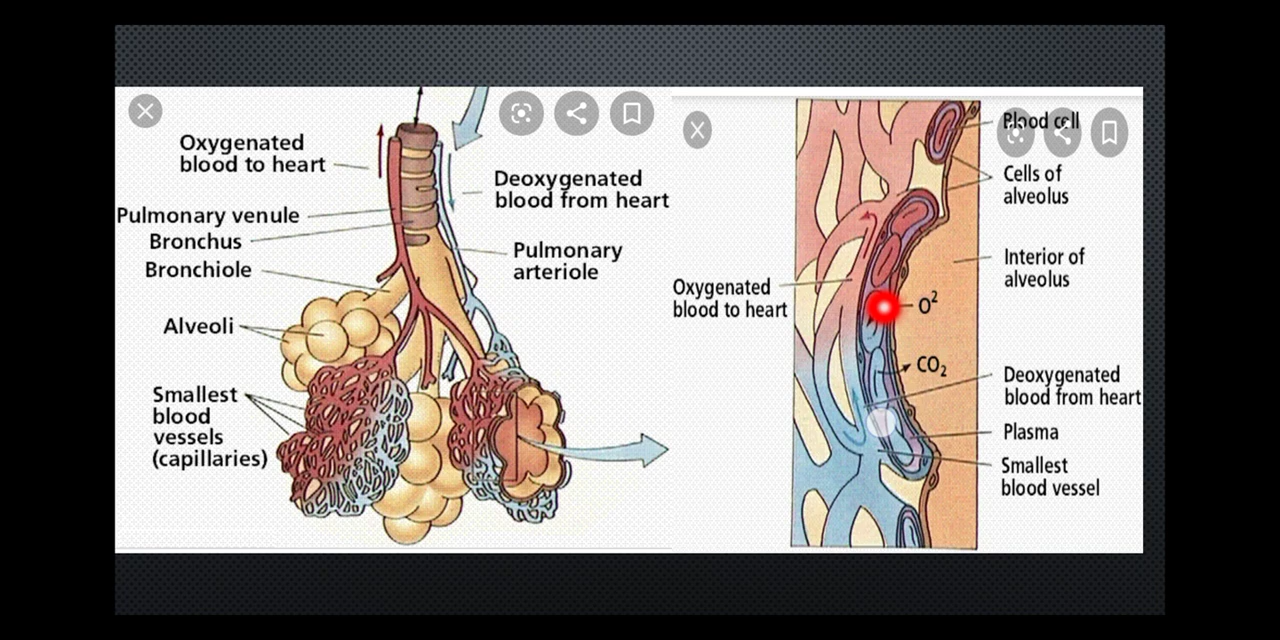 Oxygenated
blood to heart
Pulmonary venule
Bronchus
Bronchiole
Alveoli
Smallest
blood
vessels
(capillaries)
Deoxygenated
blood from heart
Pulmonary
arteriole
Oxygenated
blood to heart
Blood cell
Cells of
alveolus
Interior of
alveolus
O²
CO₂
Deoxygenated
blood from heart
Plasma
Smallest
blood vessel